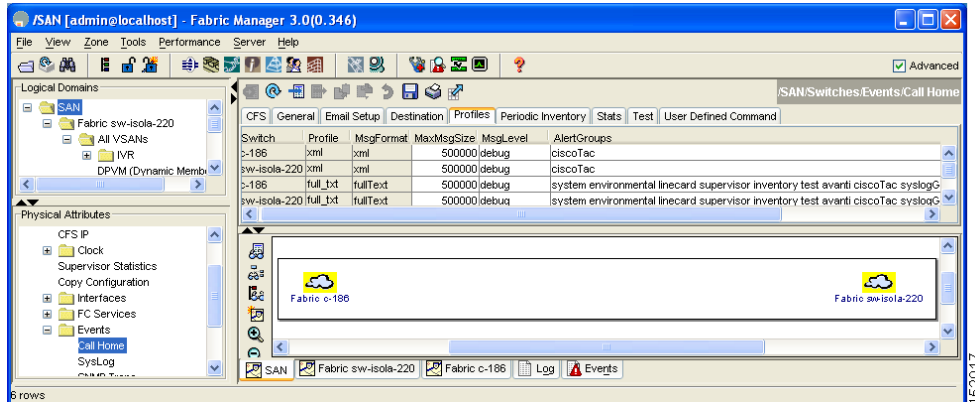 /SAN [admin@localhost] - Fabric Manager 3.0(0.346)
File View Zone Tools Performance Server Help
Advanced
Logical Domains
SAN
Fabric sw-isola-220
All VSANs
IVR
DPVM (Dynamic Memb
/SAN/Switches/Events/Call Home
CFS General Email Setup Destination Profiles Periodic Inventory Stats Test User Defined Command
Switch Profile MsgFormat MaxMsgSize MsgLevel AlertGroups
c-186 xml xml 500000 debug ciscoTac
sw-isola-220 xml xml 500000 debug ciscoTac
c-186 full_txt fullText 500000 debug system environmental linecard supervisor inventory test avanti ciscoTac syslogG
sw-isola-220 full_txt fullText 500000 debug system environmental linecard supervisor inventory test avanti ciscoTac syslogG
Physical Attributes
CFS IP
Clock
Supervisor Statistics
Copy Configuration
Interfaces
FC Services
Events
Call Home
SysLog
Fabric c-186
Fabric sw-isola-220
SAN Fabric sw-isola-220 Fabric c-186 Log Events
6 rows
152017